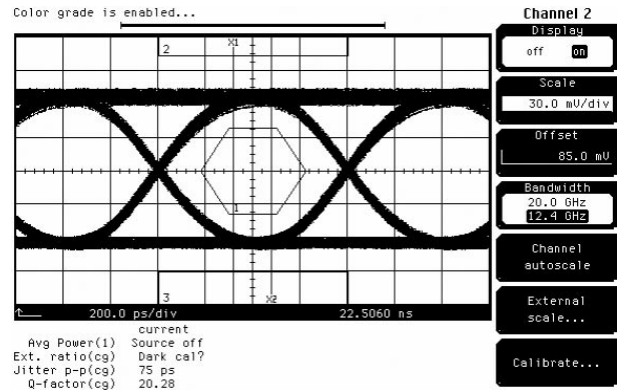 Color grade is enabled...
Channel 2
Display
off on
Scale
30.0 mV/div
Offset
85.0 mV
Bandwidth
20.0 GHz
12.4 GHz
Channel
autoscale
External
scale...
Calibrate...
2
X1
1
3
X2
200.0 ps/div
22.5060 ns
current
Avg Power(1) Source off
Ext. ratio(cg) Dark cal?
Jitter p-p(cg) 75 ps
Q-factor(cg) 20.28